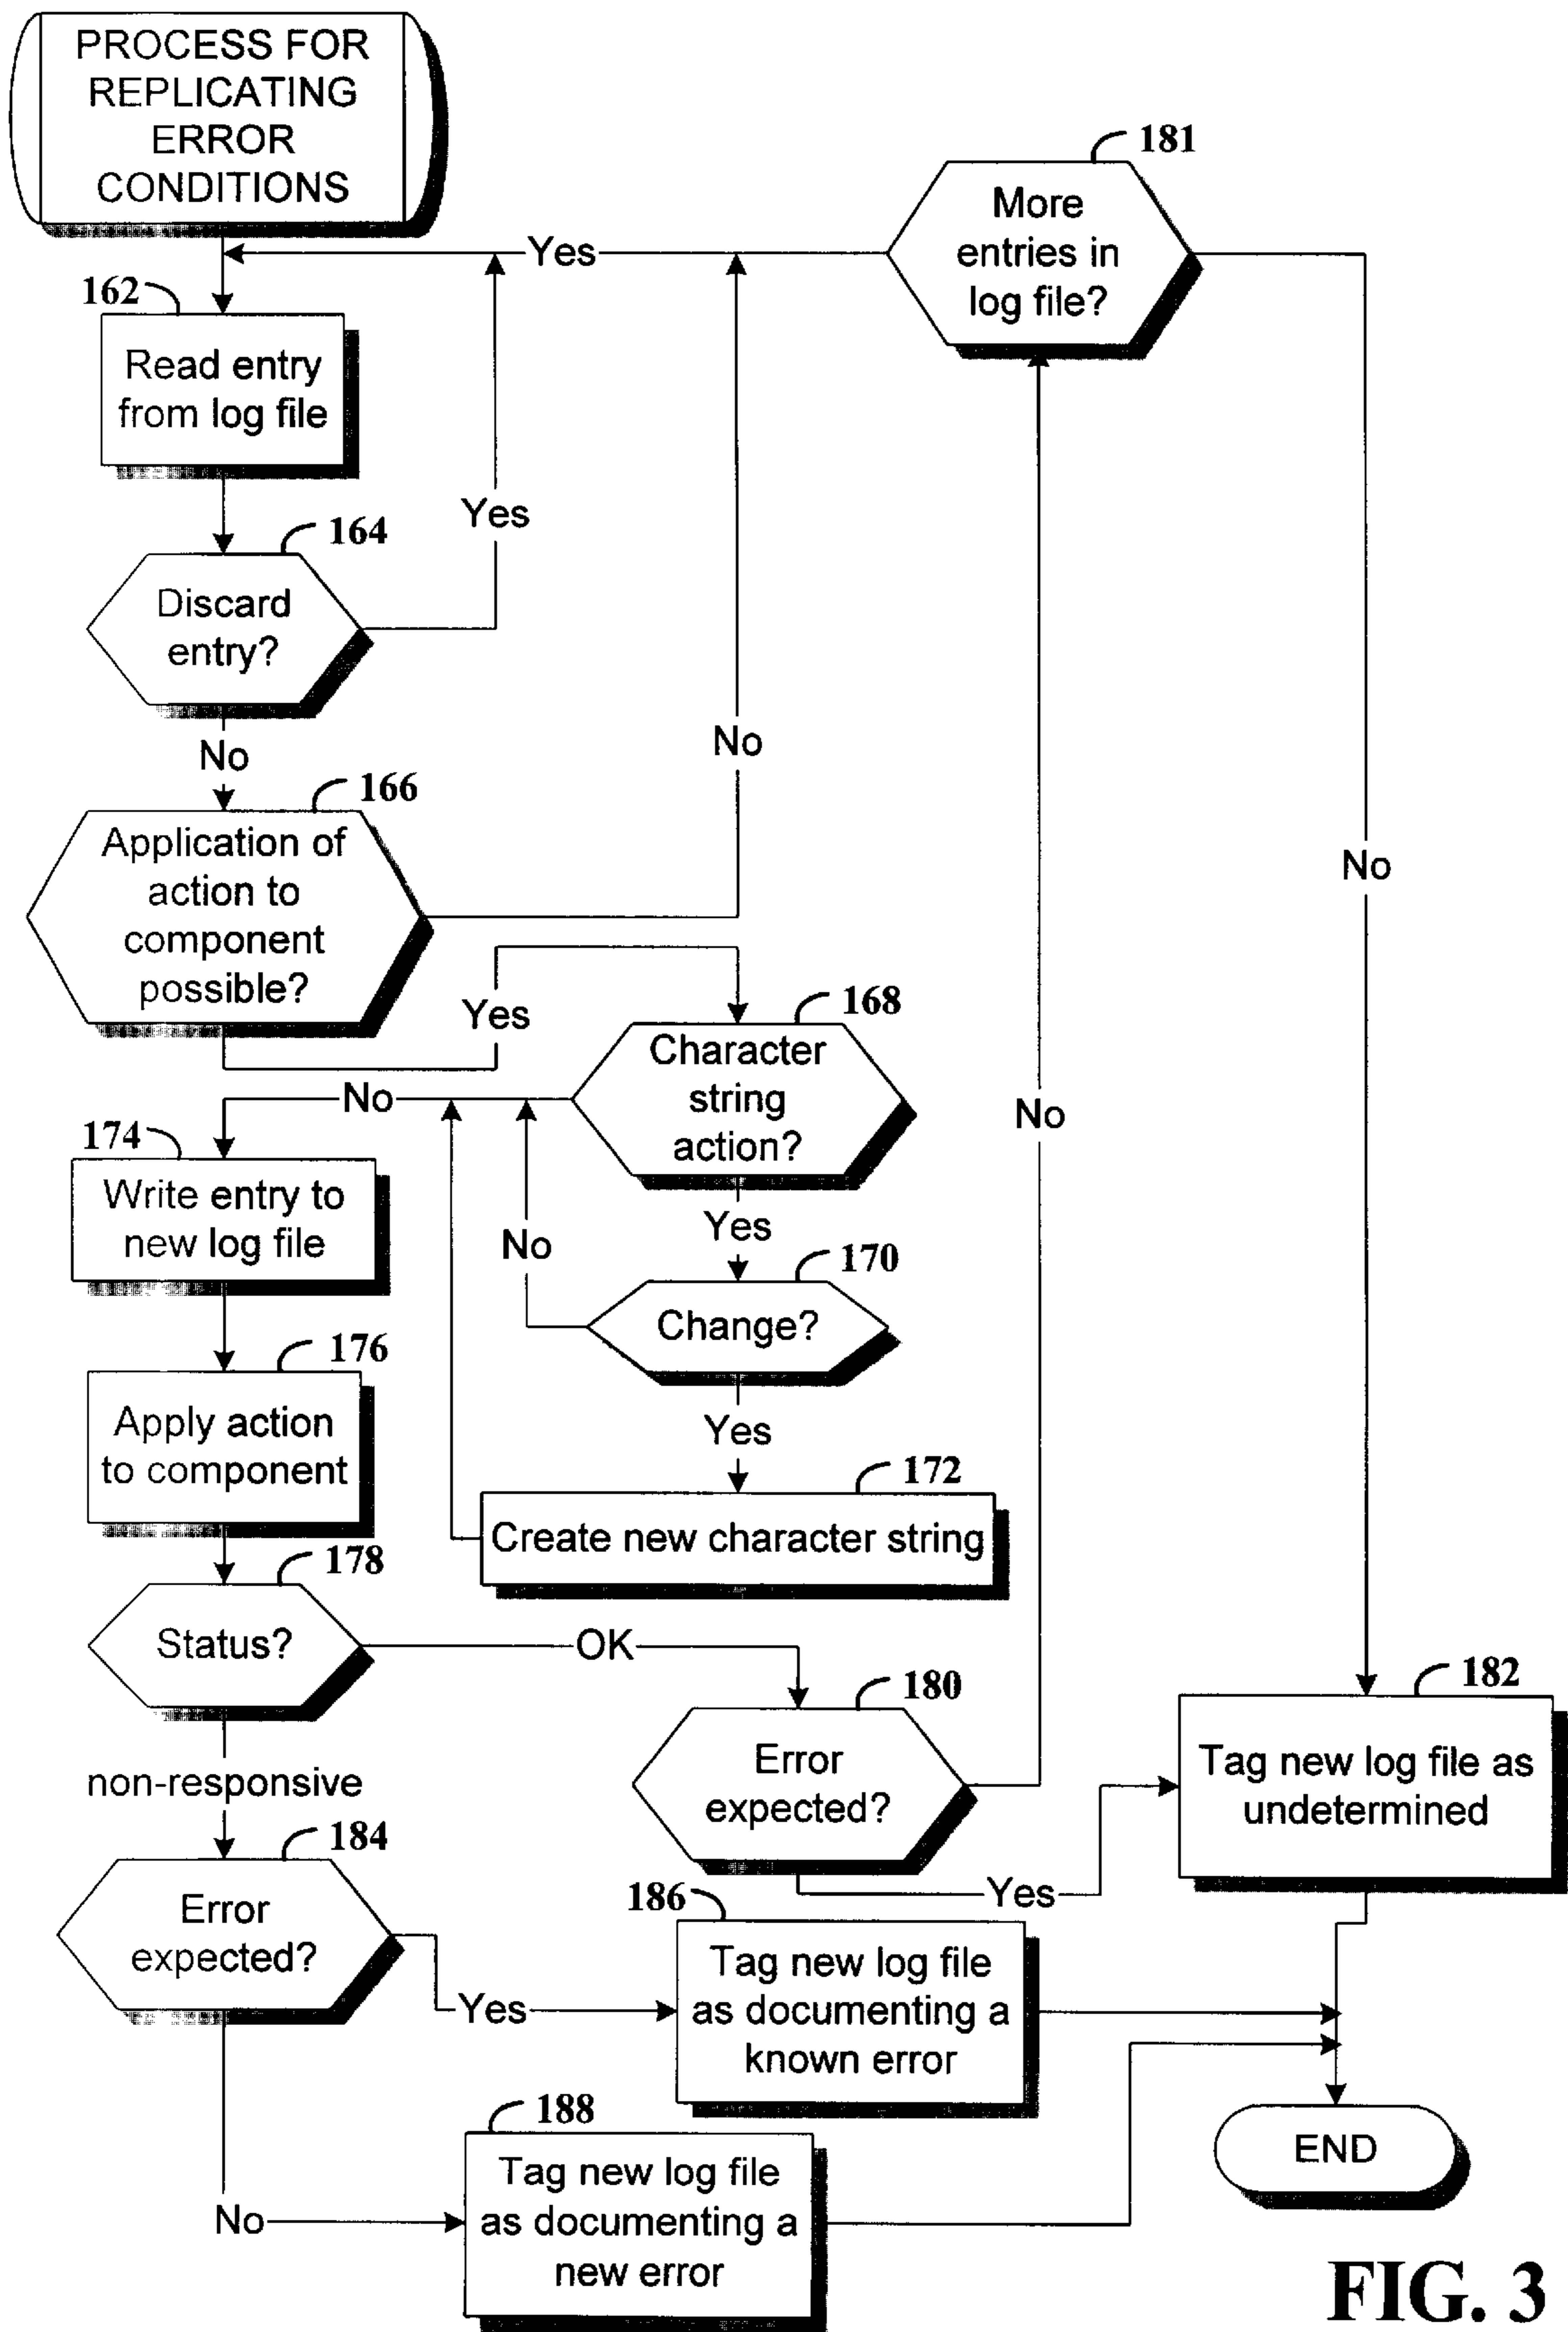 PROCESS FOR
REPLICATING
ERROR
CONDITIONS
181
More
entries in
log file?
Yes
162
Read entry
from log file
Yes
164
Discard
entry?
No
No
No
166
Application of
action to
component
possible?
Yes
168
Character
string
action?
No
No
174
Write entry to
new log file
Yes
No
170
Change?
176
Apply action
to component
Yes
172
Create new character string
178
Status?
OK
180
Error
expected?
182
Tag new log file as
undetermined
non-responsive
184
Error
expected?
Yes
186
Tag new log file
as documenting a
known error
Yes
188
Tag new log file
as documenting a
new error
No
END
FIG. 3